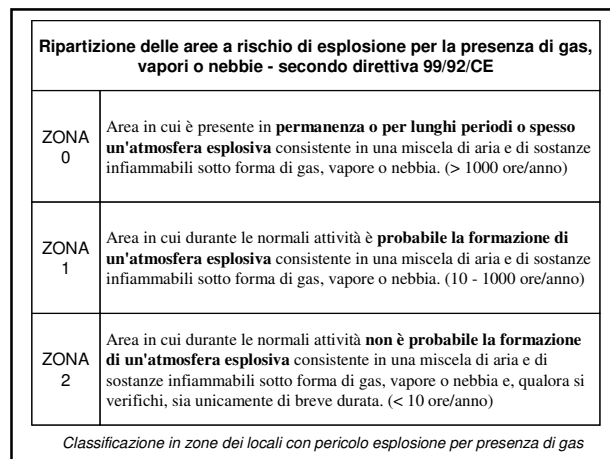 Ripartizione delle aree a rischio di esplosione per la presenza di gas,
vapori o nebbie - secondo direttiva 99/92/CE
ZONA
0
Area in cui è presente in permanenza o per lunghi periodi o spesso
un'atmosfera esplosiva consistente in una miscela di aria e di sostanze
infiammabili sotto forma di gas, vapore o nebbia. (> 1000 ore/anno)
ZONA
1
Area in cui durante le normali attività è probabile la formazione di
un'atmosfera esplosiva consistente in una miscela di aria e di sostanze
infiammabili sotto forma di gas, vapore o nebbia. (10 - 1000 ore/anno)
ZONA
2
Area in cui durante le normali attività non è probabile la formazione
di un'atmosfera esplosiva consistente in una miscela di aria e di
sostanze infiammabili sotto forma di gas, vapore o nebbia e, qualora si
verifichi, sia unicamente di breve durata. (< 10 ore/anno)
Classificazione in zone dei locali con pericolo esplosione per presenza di gas